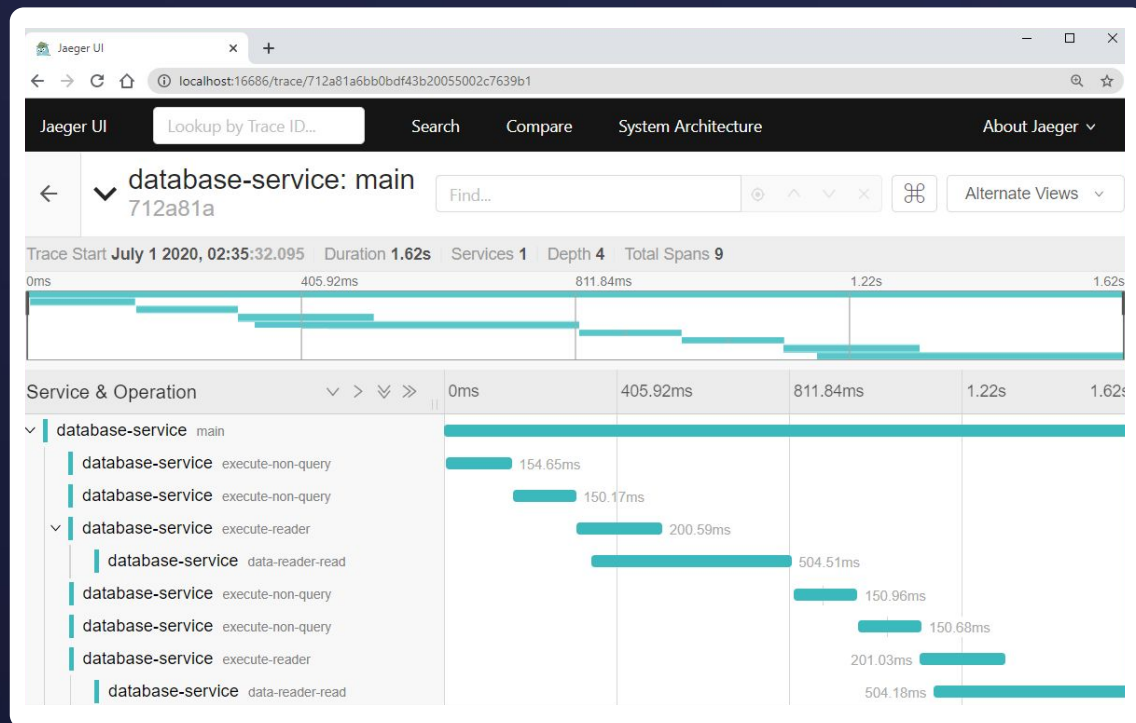 Jaeger UI
localhost:16686/trace/712a81a6bb0bdf43b20055002c7639b1
Jaeger UI Lookup by Trace ID... Search Compare System Architecture About Jaeger
database-service: main
712a81a
Find...
Alternate Views
Trace Start July 1 2020, 02:35:32.095 Duration 1.62s Services 1 Depth 4 Total Spans 9
0ms 405.92ms 811.84ms 1.22s 1.62s
Service & Operation 0ms 405.92ms 811.84ms 1.22s 1.62s
database-service main
database-service execute-non-query 154.65ms
database-service execute-non-query 150.17ms
database-service execute-reader 200.59ms
database-service data-reader-read 504.51ms
database-service execute-non-query 150.96ms
database-service execute-non-query 150.68ms
database-service execute-reader 201.03ms
database-service data-reader-read 504.18ms